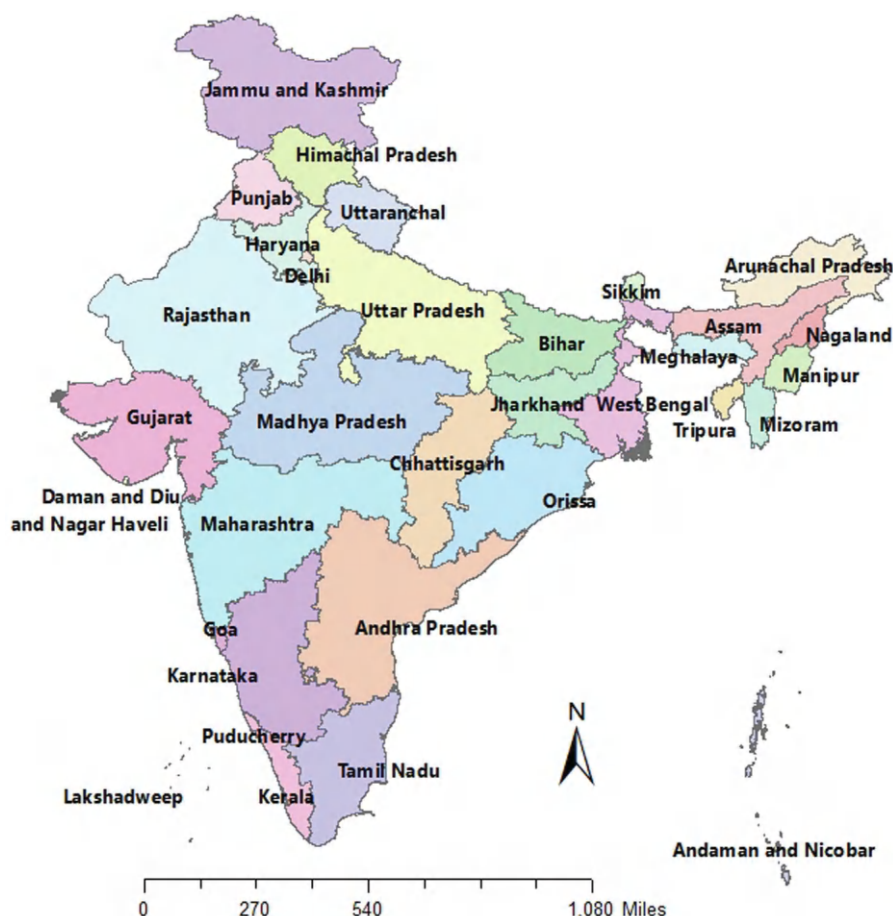 Jammu and Kashmir
Himachal Pradesh
Punjab
Uttaranchal
Haryana
Delhi
Arunachal Pradesh
Sikkim
Rajasthan
Uttar Pradesh
Assam
Nagaland
Bihar
Meghalaya
Manipur
Jharkhand
West Bengal
Gujarat
Madhya Pradesh
Tripura
Mizoram
Chhattisgarh
Daman and Diu
and Nagar Haveli
Maharashtra
Orissa
Goa
Andhra Pradesh
Karnataka
N
Puducherry
Tamil Nadu
Lakshadweep
Kerala
Andaman and Nicobar
0 270 540 1,080 Miles